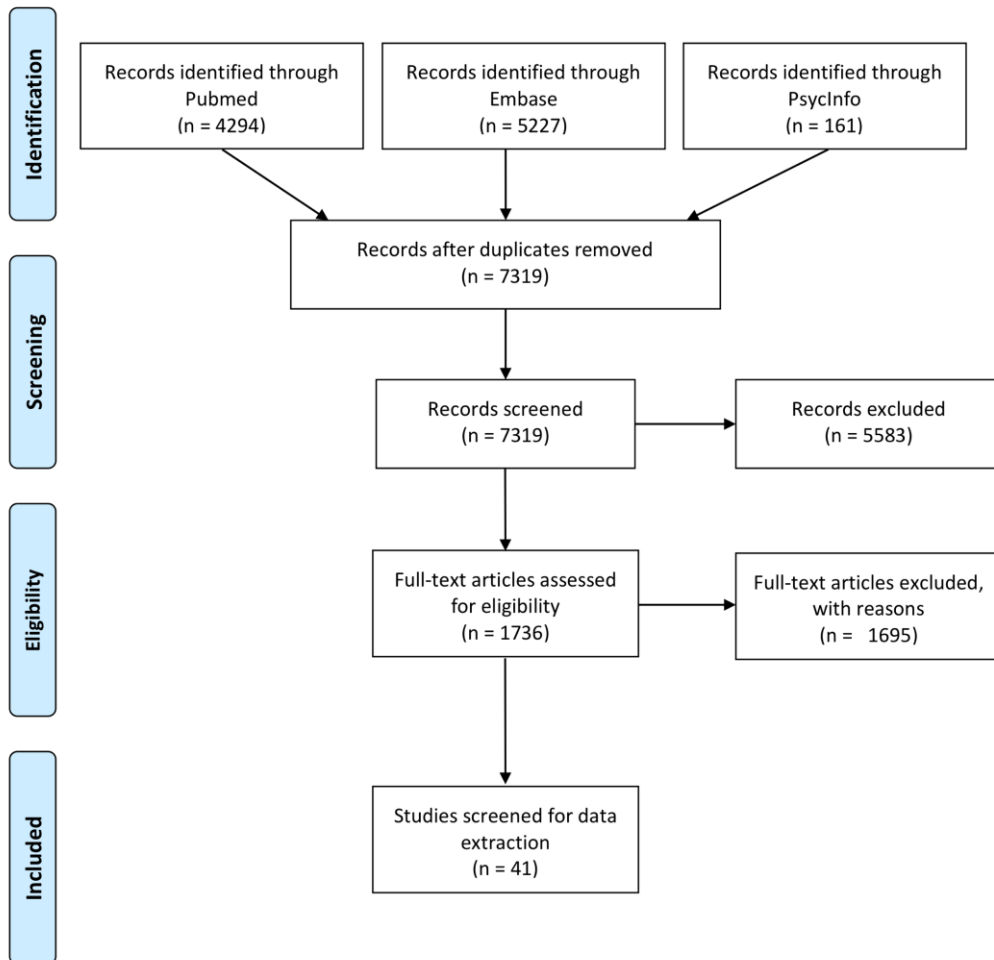 Identification
Records identified through
Pubmed
(n = 4294)
Records identified through
Embase
(n = 5227)
Records identified through
PsycInfo
(n = 161)
Records after duplicates removed
(n = 7319)
Screening
Records screened
(n = 7319)
Records excluded
(n = 5583)
Eligibility
Full-text articles assessed
for eligibility
(n = 1736)
Full-text articles excluded,
with reasons
(n = 1695)
Included
Studies screened for data
extraction
(n = 41)